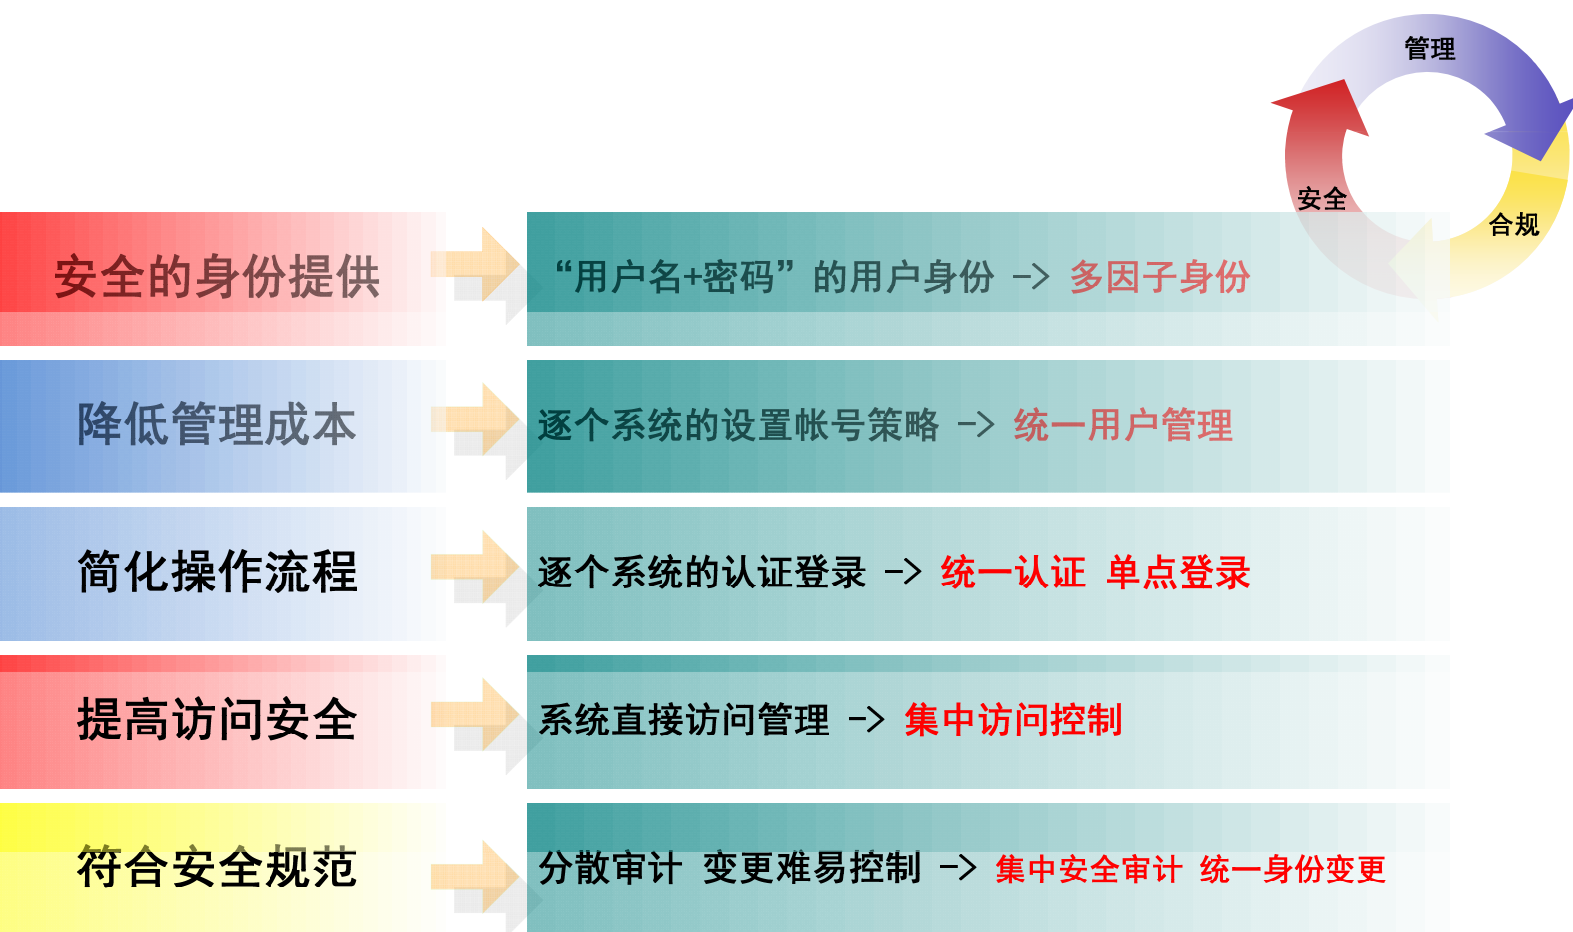 管理
安全
合规
安全的身份提供
“用户名+密码”的用户身份 -> 多因子身份
降低管理成本
逐个系统的设置帐号策略 -> 统一用户管理
简化操作流程
逐个系统的认证登录 -> 统一认证 单点登录
提高访问安全
系统直接访问管理 -> 集中访问控制
符合安全规范
分散审计 变更难易控制 -> 集中安全审计 统一身份变更